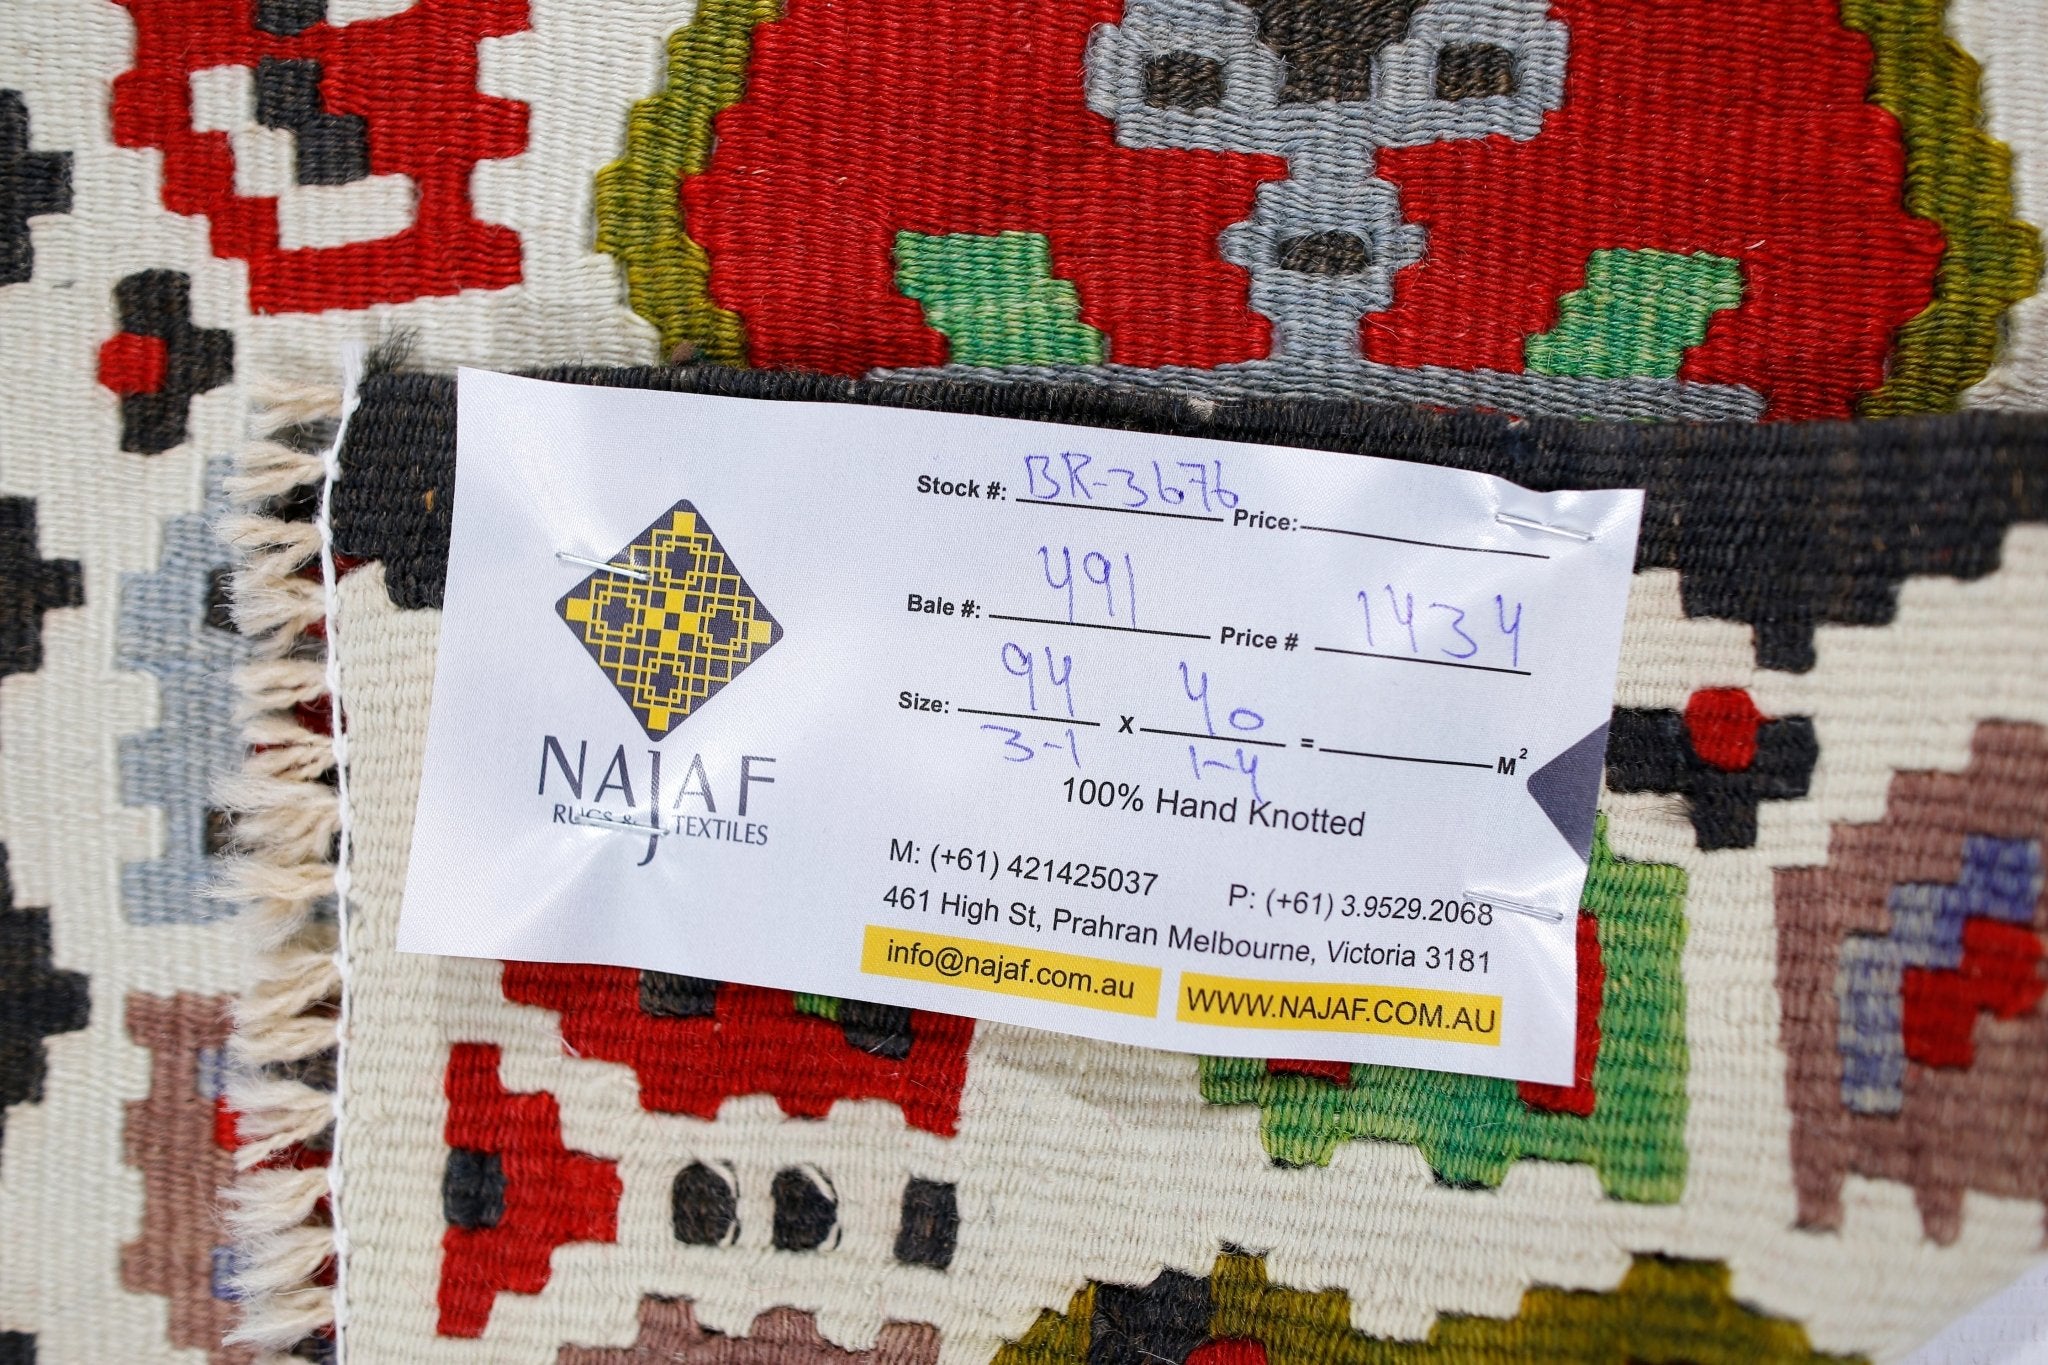 NAJAF
RUGS & TEXTILES
Stock #: BR-3676 Price:
Bale #: 491 Price # 1434
Size: 94 x 40 = M²
3-1 1-4
100% Hand Knotted
M: (+61) 421425037 P: (+61) 3.9529.2068
461 High St, Prahran Melbourne, Victoria 3181
info@najaf.com.au WWW.NAJAF.COM.AU